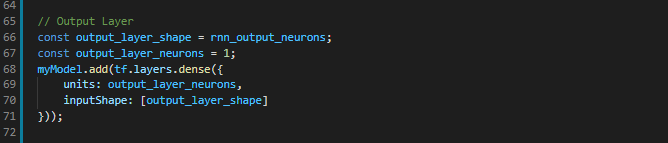 64
65 // Output Layer
66 const output_layer_shape = rnn_output_neurons;
67 const output_layer_neurons = 1;
68 myModel.add(tf.layers.dense({
69     units: output_layer_neurons,
70     inputShape: [output_layer_shape]
71 }));
72